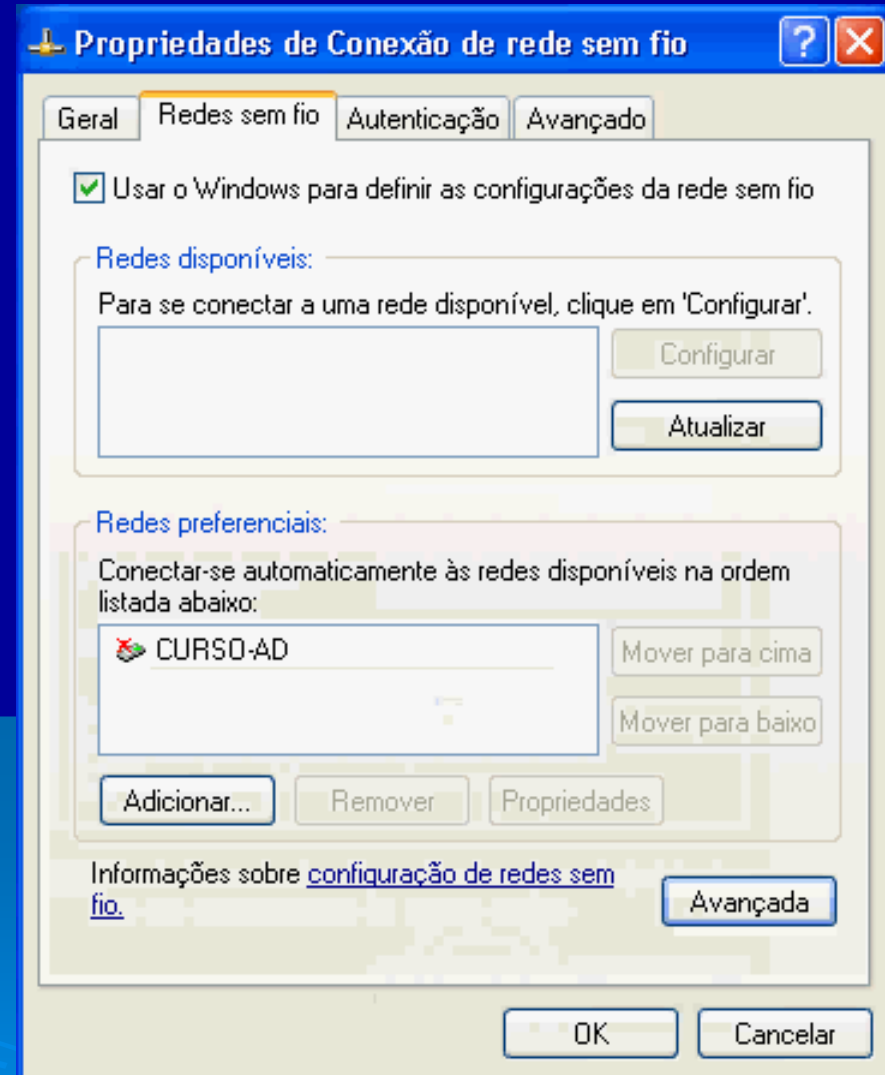 Propriedades de Conexão de rede sem fio
Geral Redes sem fio Autenticação Avançado
Usar o Windows para definir as configurações da rede sem fio
Redes disponíveis:
Para se conectar a uma rede disponível, clique em 'Configurar'.
Configurar
Atualizar
Redes preferenciais:
Conectar-se automaticamente às redes disponíveis na ordem
listada abaixo:
CURSO-AD
Mover para cima
Mover para baixo
Adicionar... Remover Propriedades
Informações sobre configuração de redes sem
fio.
Avançada
OK Cancelar